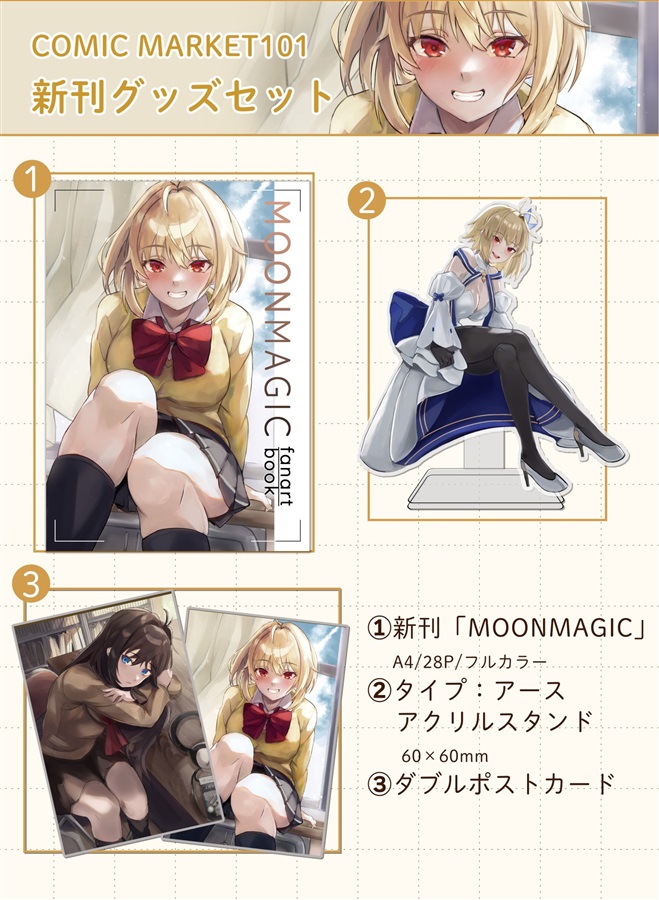 COMIC MARKET101
新刊グッズセット
1
MOONMAGIC
fanart
book
2
3
①新刊「MOONMAGIC」
A4/28P/フルカラー
②タイプ：アース
アクリルスタンド
60×60mm
③ダブルポストカード